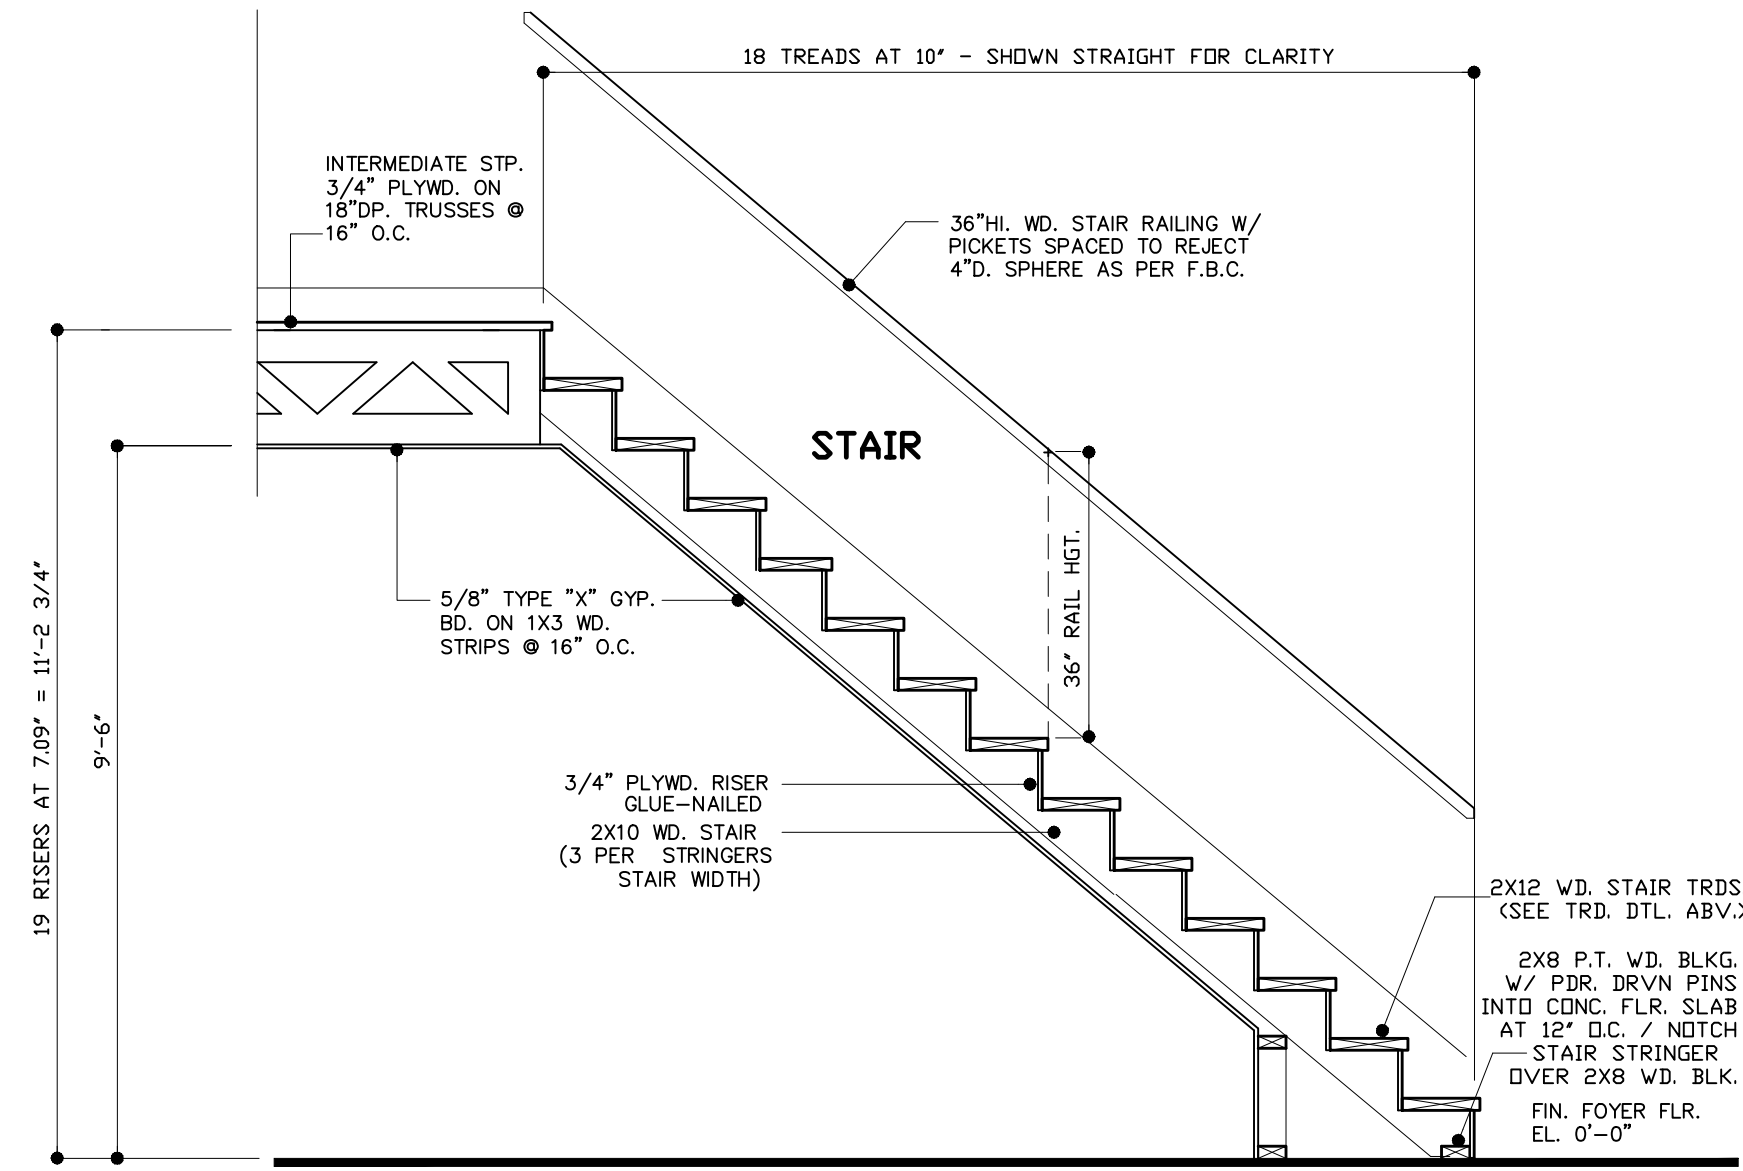 18 TREADS AT 10" - SHOWN STRAIGHT FOR CLARITY
INTERMEDIATE STP.
3/4" PLYWD. ON
18"DP. TRUSSES @
16" O.C.
36"HI. WD. STAIR RAILING W/
PICKETS SPACED TO REJECT
4"D. SPHERE AS PER F.B.C.
STAIR
36" RAIL HGT.
19 RISERS AT 7.09" = 11'-2 3/4"
9'-6"
5/8" TYPE "X" GYP.
BD. ON 1X3 WD.
STRIPS @ 16" O.C.
3/4" PLYWD. RISER
GLUE-NAILED
2X10 WD. STAIR
(3 PER STRINGERS
STAIR WIDTH)
2X12 WD. STAIR TRDS
(SEE TRD. DTL. ABV.)
2X8 P.T. WD. BLKG.
W/ PDR. DRVN PINS
INTO CONC. FLR. SLAB
AT 12" O.C. / NOTCH
STAIR STRINGER
OVER 2X8 WD. BLK.
FIN. FOYER FLR.
EL. 0'-0"